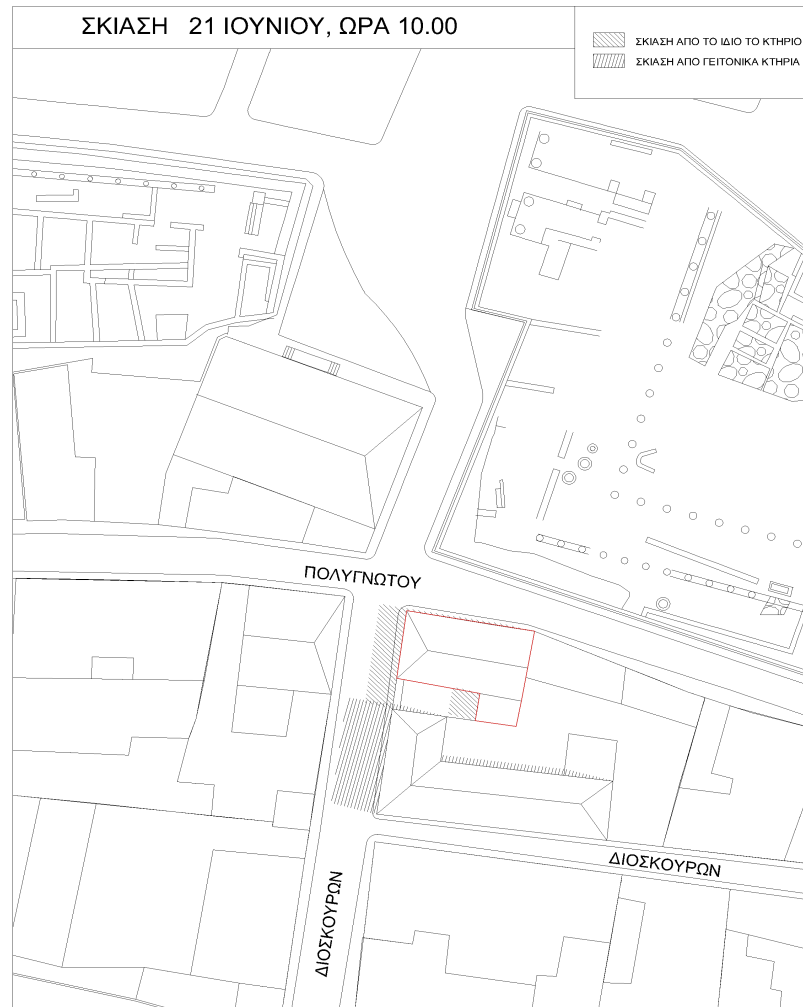 ΣΚΙΑΣΗ 21 ΙΟΥΝΙΟΥ, ΩΡΑ 10.00
ΣΚΙΑΣΗ ΑΠΟ ΤΟ ΙΔΙΟ ΤΟ ΚΤΗΡΙΟ
ΣΚΙΑΣΗ ΑΠΟ ΓΕΙΤΟΝΙΚΑ ΚΤΗΡΙΑ
ΠΟΛΥΓΝΩΤΟΥ
ΔΙΟΣΚΟΥΡΩΝ
ΔΙΟΣΚΟΥΡΩΝ